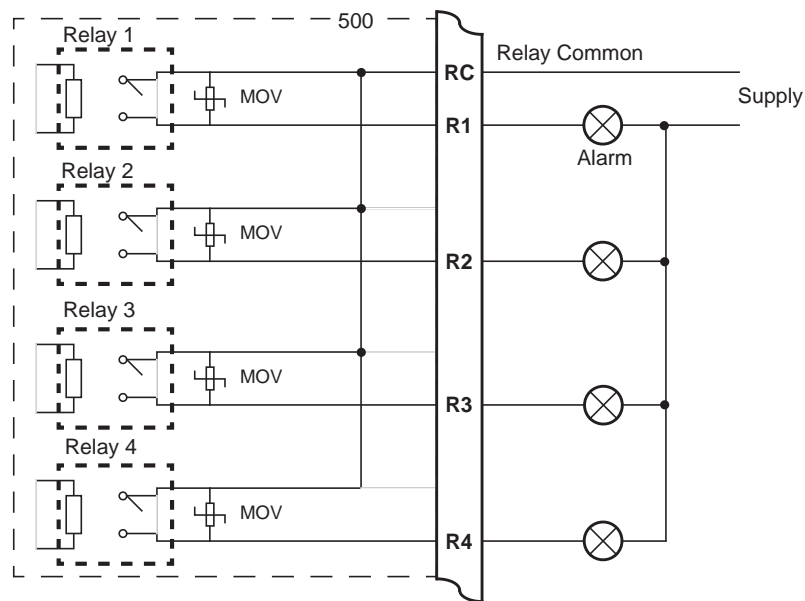 500
Relay 1
MOV
RC
Relay Common
Supply
R1
Alarm
Relay 2
MOV
R2
Relay 3
MOV
R3
Relay 4
MOV
R4